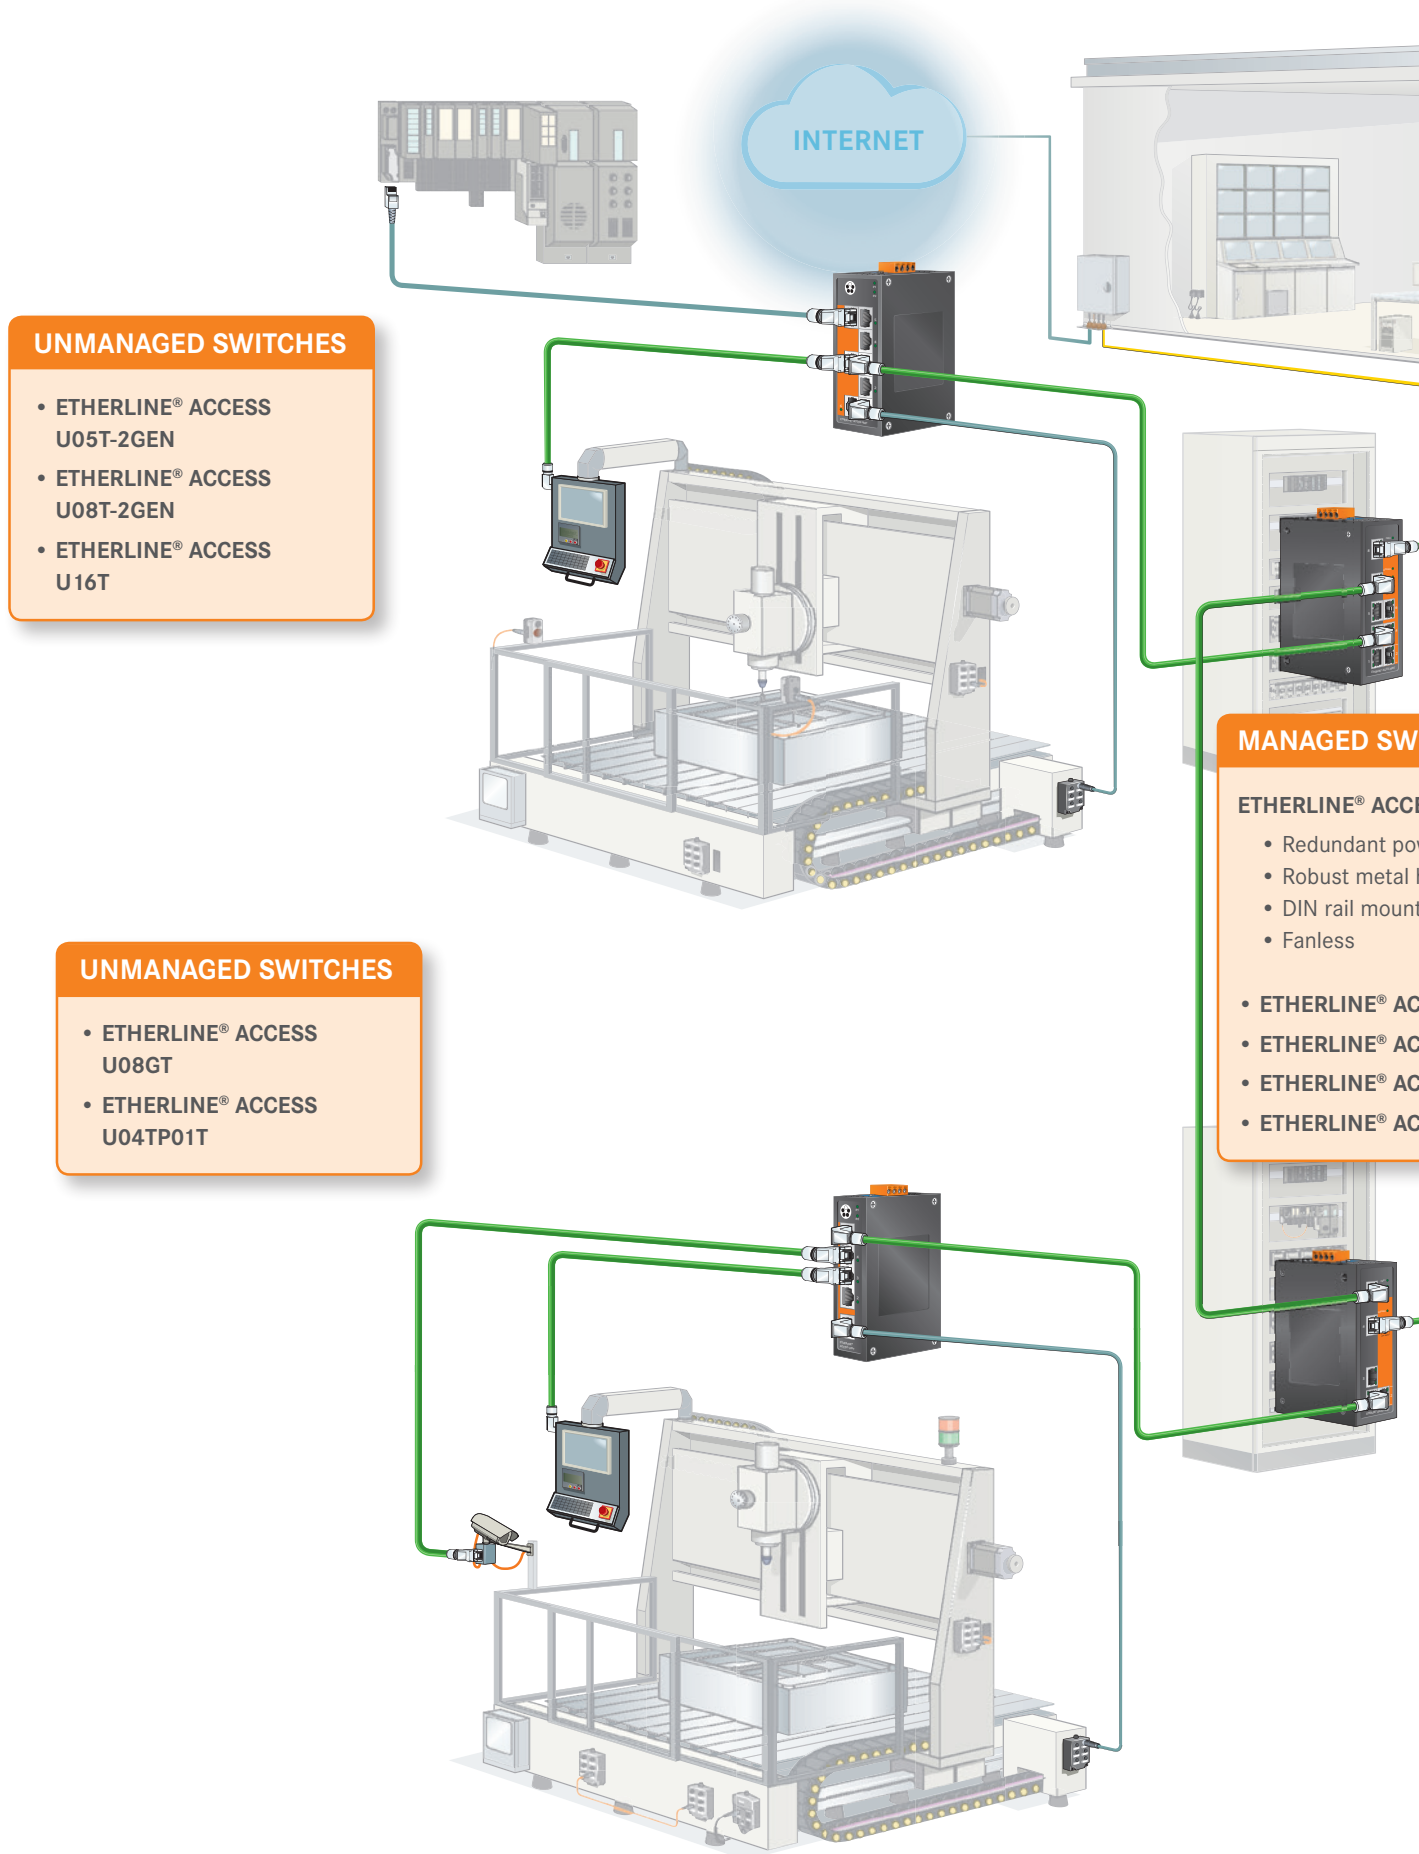 INTERNET
UNMANAGED SWITCHES
• ETHERLINE® ACCESS
U05T-2GEN
• ETHERLINE® ACCESS
U08T-2GEN
• ETHERLINE® ACCESS
U16T
MANAGED SW
ETHERLINE® ACCE
• Redundant pov
• Robust metal h
• DIN rail mount
• Fanless
• ETHERLINE® AC
• ETHERLINE® AC
• ETHERLINE® AC
• ETHERLINE® AC
UNMANAGED SWITCHES
• ETHERLINE® ACCESS
U08GT
• ETHERLINE® ACCESS
U04TP01T